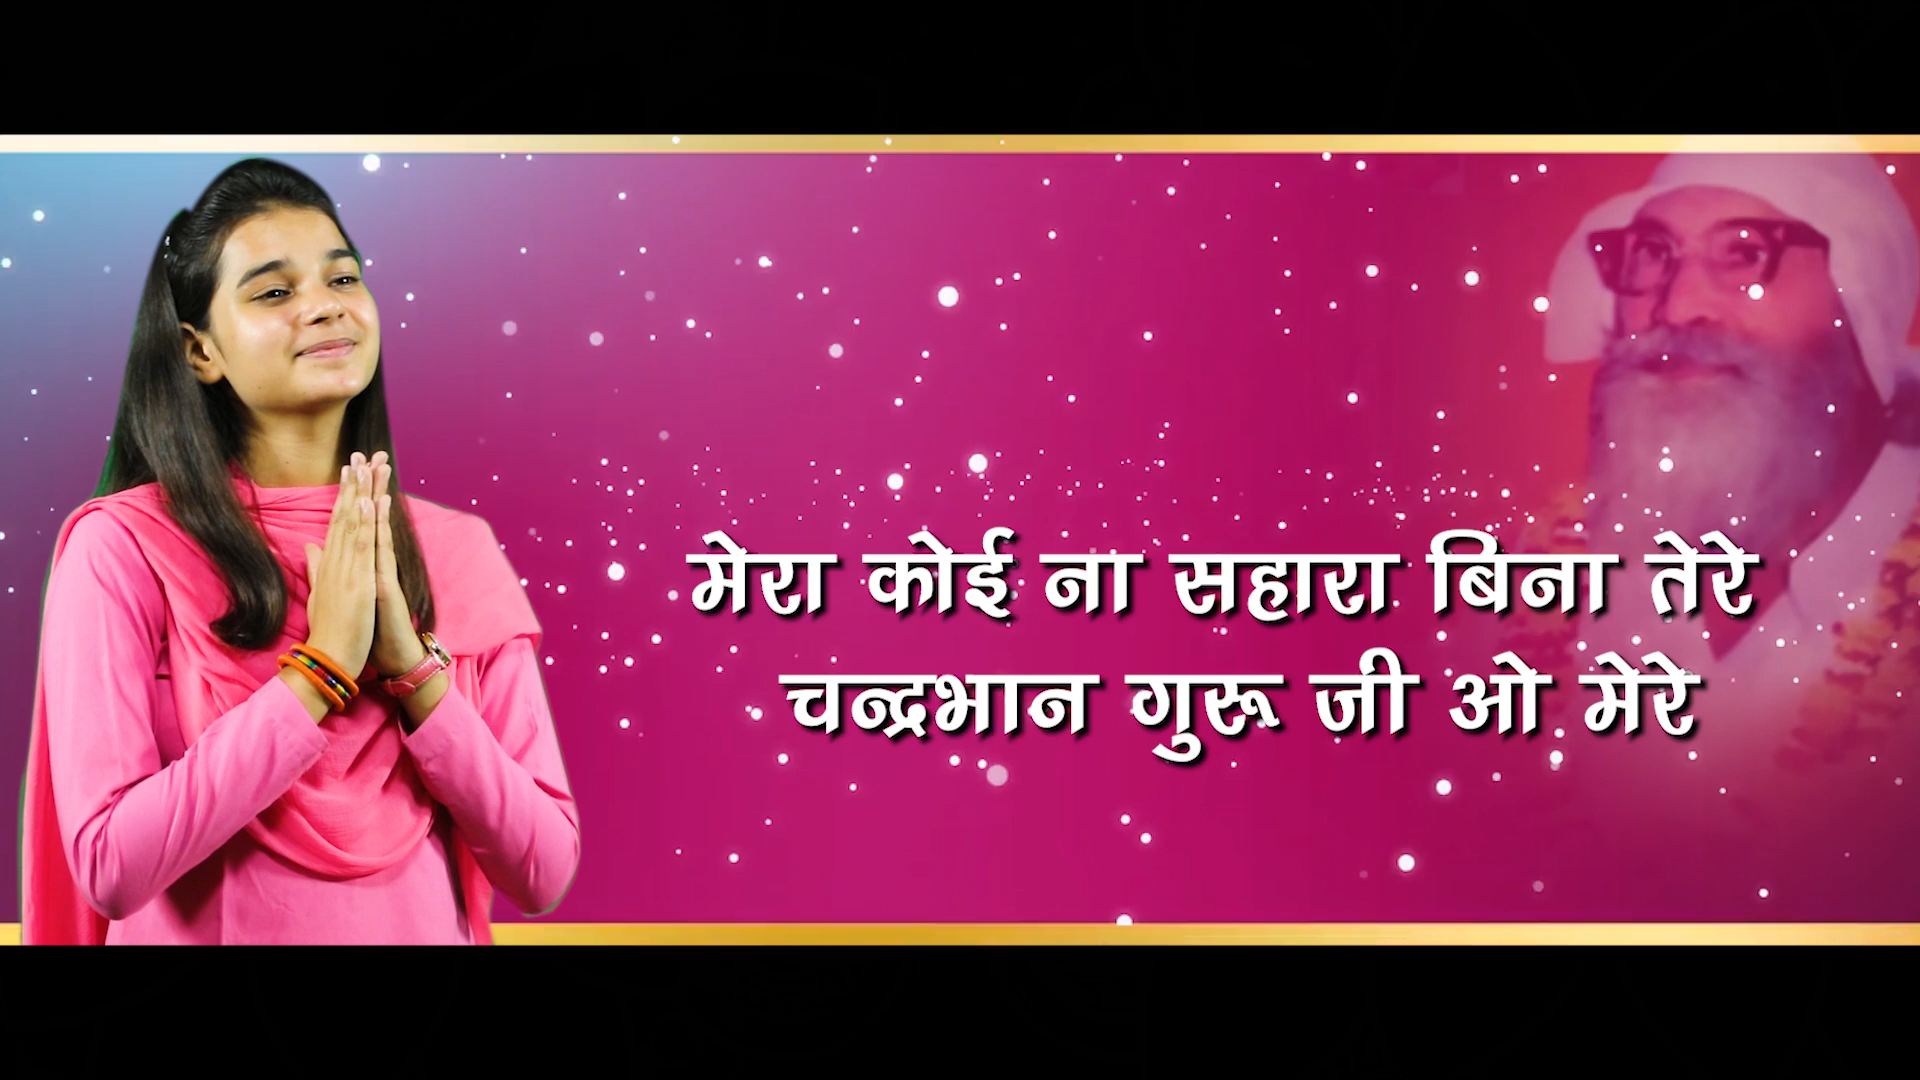 मेरा कोई ना सहारा बिना तेरे
चन्द्रभान गुरू जी ओ मेरे